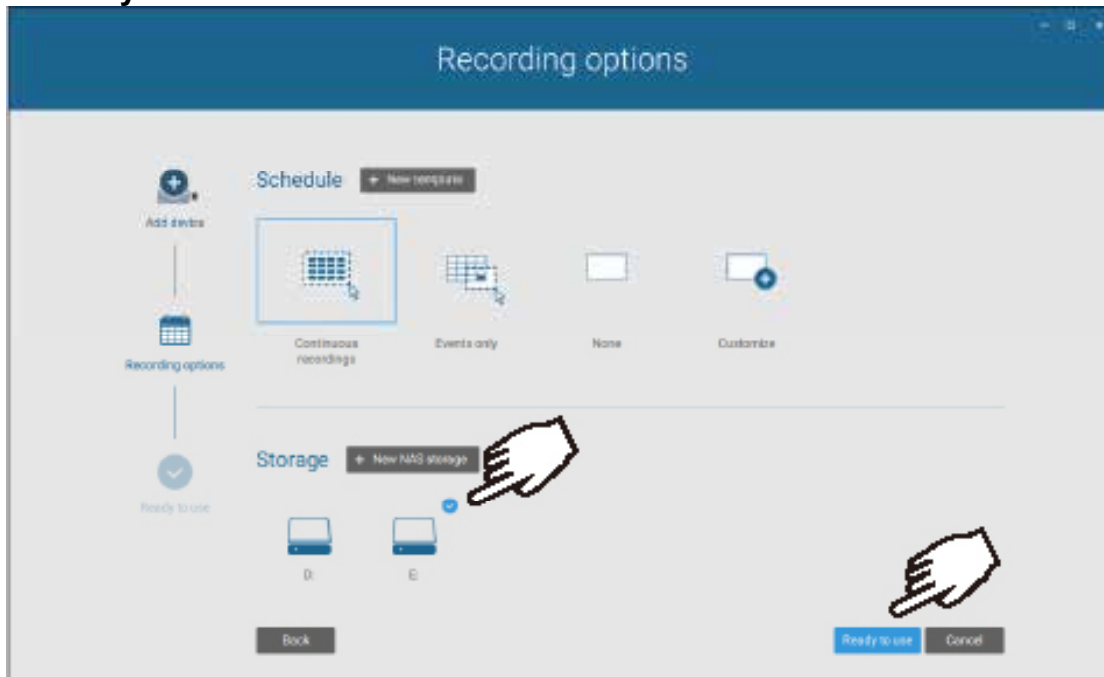 Recording options
Add device
Schedule
+ New template
Continuous
recordings
Events only
None
Customize
Recording options
Storage
+ New NAS storage
Ready to use
D:
E:
Back
Ready to use
Cancel